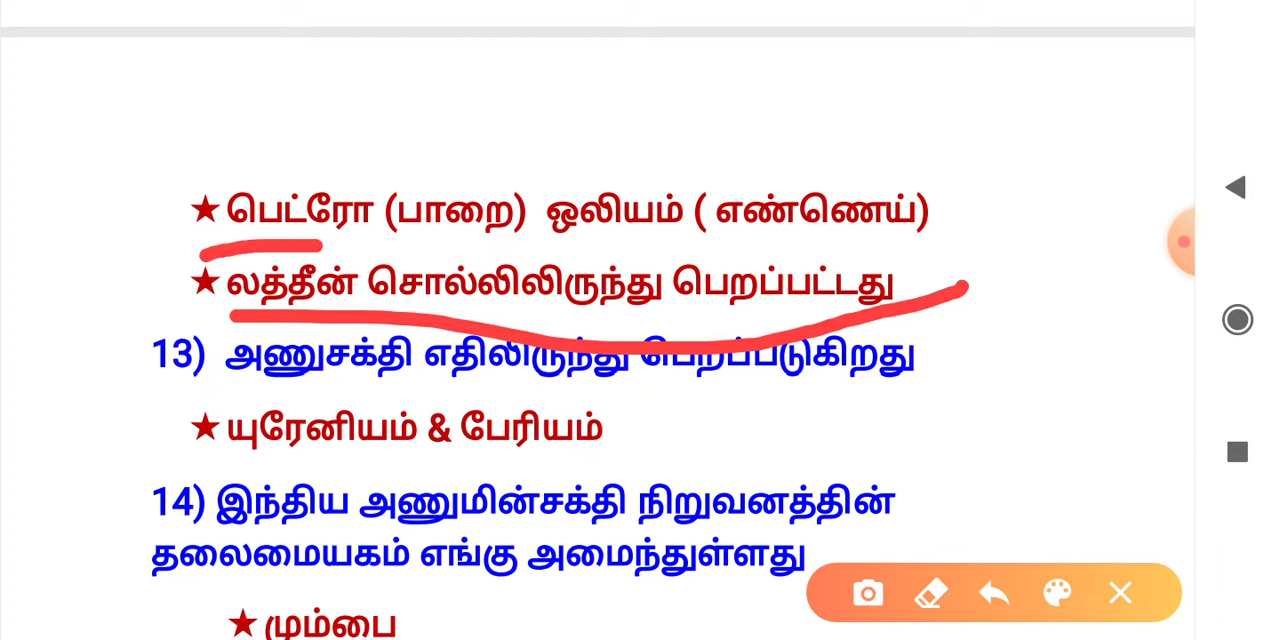 ★ பெட்ரோ (பாறை) ஒலியம் ( எண்ணெய்)
★ லத்தீன் சொல்லிலிருந்து பெறப்பட்டது
13) அணுசக்தி எதிலிருந்து பெறப்படுகிறது
★ யுரேனியம் & பேரியம்
14) இந்திய அணுமின்சக்தி நிறுவனத்தின்
தலைமையகம் எங்கு அமைந்துள்ளது
★ மும்பை